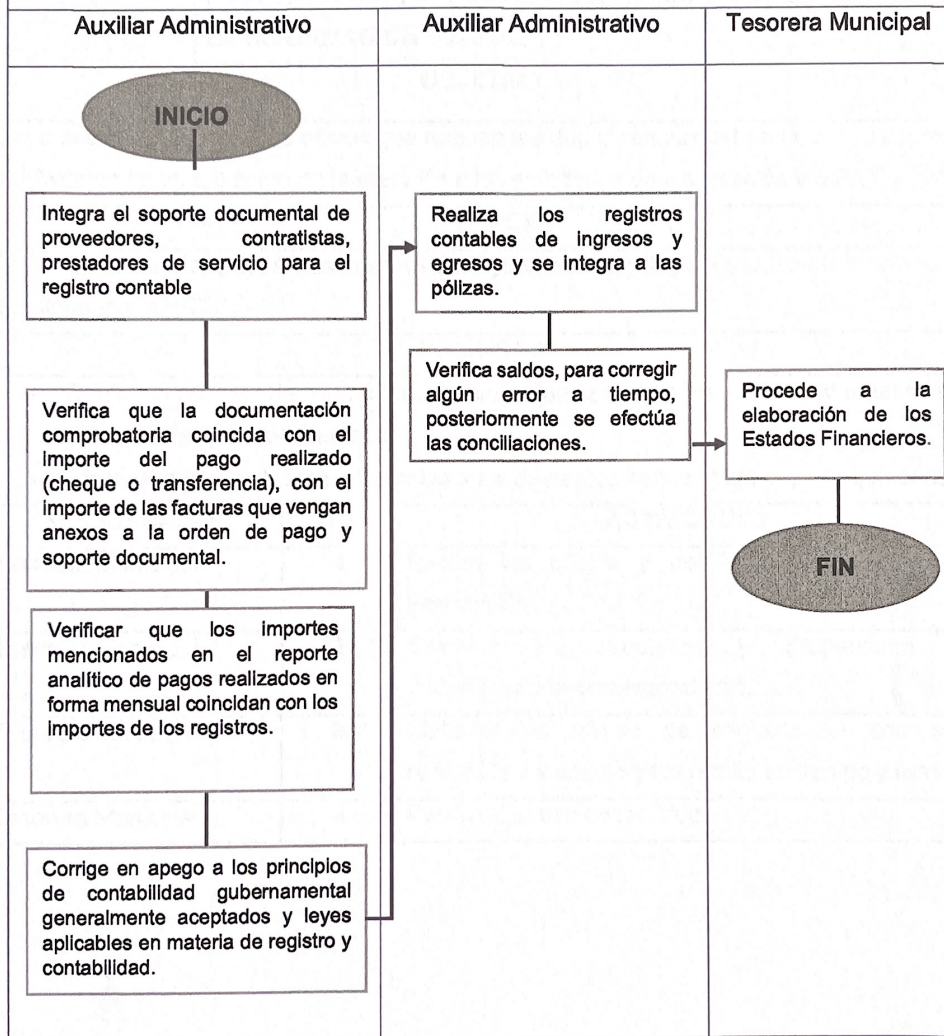 Auxiliar Administrativo
Auxiliar Administrativo
Tesorera Municipal
INICIO
Integra el soporte documental de
proveedores, contratistas,
prestadores de servicio para el
registro contable
Verifica que la documentación
comprobatoria coincida con el
importe del pago realizado
(cheque o transferencia), con el
importe de las facturas que vengan
anexos a la orden de pago y
soporte documental.
Verificar que los importes
mencionados en el reporte
analítico de pagos realizados en
forma mensual coincidan con los
importes de los registros.
Corrige en apego a los principios
de contabilidad gubernamental
generalmente aceptados y leyes
aplicables en materia de registro y
contabilidad.
Realiza los registros
contables de ingresos y
egresos y se integra a las
pólizas.
Verifica saldos, para corregir
algún error a tiempo,
posteriormente se efectúa
las conciliaciones.
Procede a la
elaboración de los
Estados Financieros.
FIN